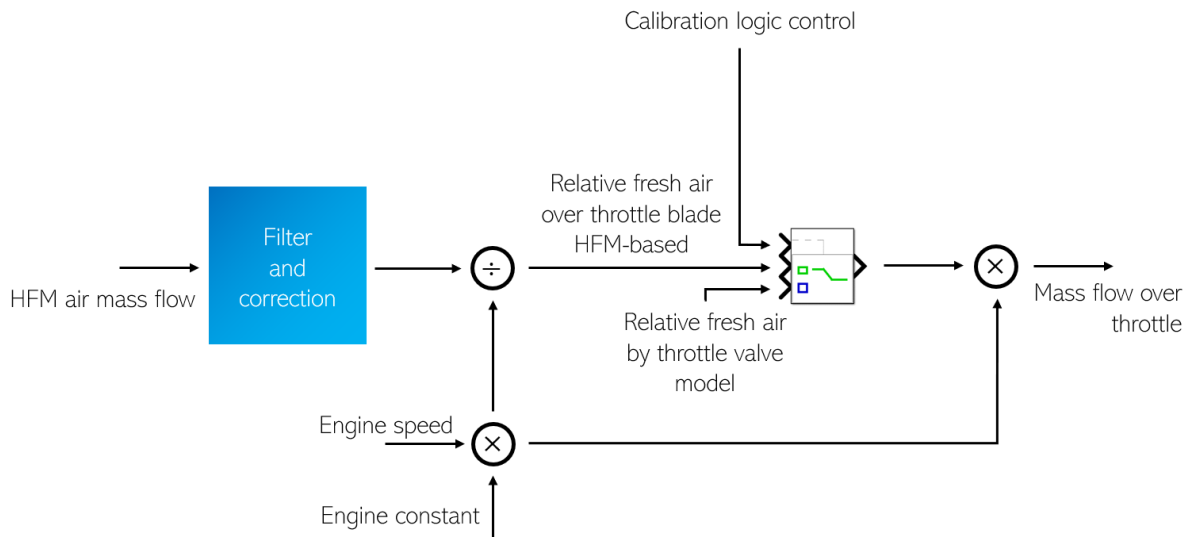 Calibration logic control
Relative fresh air
over throttle blade
HFM-based
Filter
and
correction
÷
×
HFM air mass flow
Mass flow over
throttle
Relative fresh air
by throttle valve
model
Engine speed
×
Engine constant